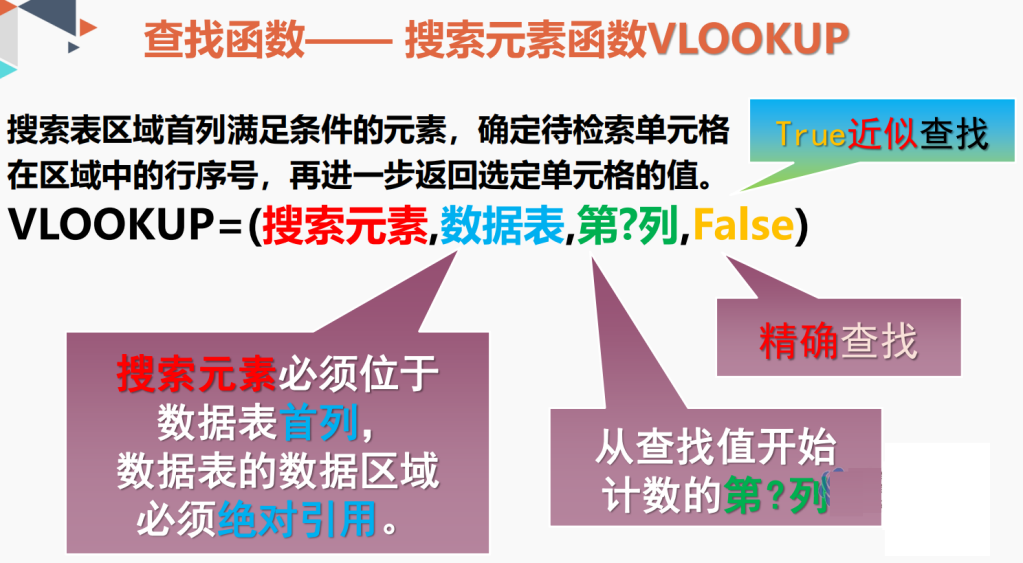 查找函数—— 搜索元素函数VLOOKUP
搜索表区域首列满足条件的元素，确定待检索单元格
在区域中的行序号，再进一步返回选定单元格的值。
True近似查找
VLOOKUP=(搜索元素,数据表,第?列,False)
精确查找
搜索元素必须位于
数据表首列，
数据表的数据区域
必须绝对引用。
从查找值开始
计数的第?列